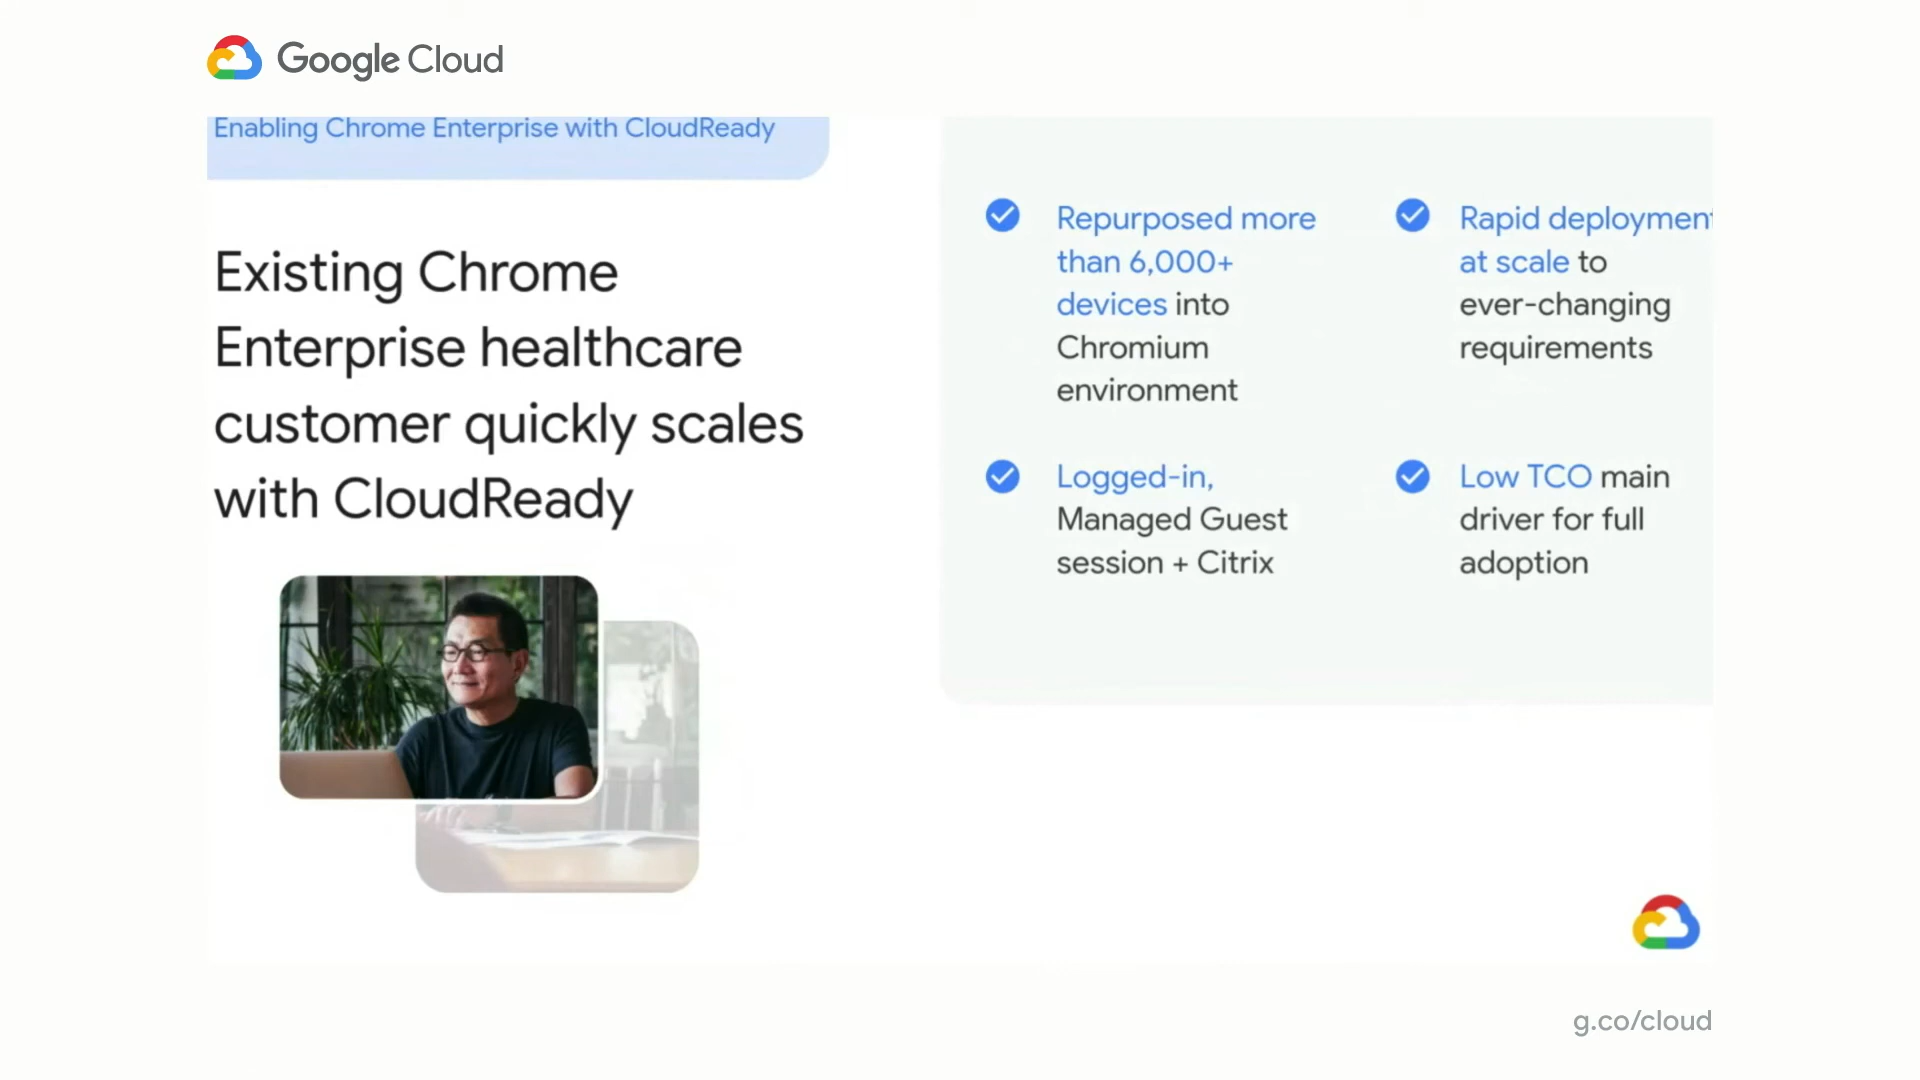 Google Cloud
Enabling Chrome Enterprise with CloudReady
Existing Chrome
Enterprise healthcare
customer quickly scales
with CloudReady
Repurposed more
than 6,000+
devices into
Chromium
environment
Rapid deployment
at scale to
ever-changing
requirements
Logged-in,
Managed Guest
session + Citrix
Low TCO main
driver for full
adoption
g.co/cloud